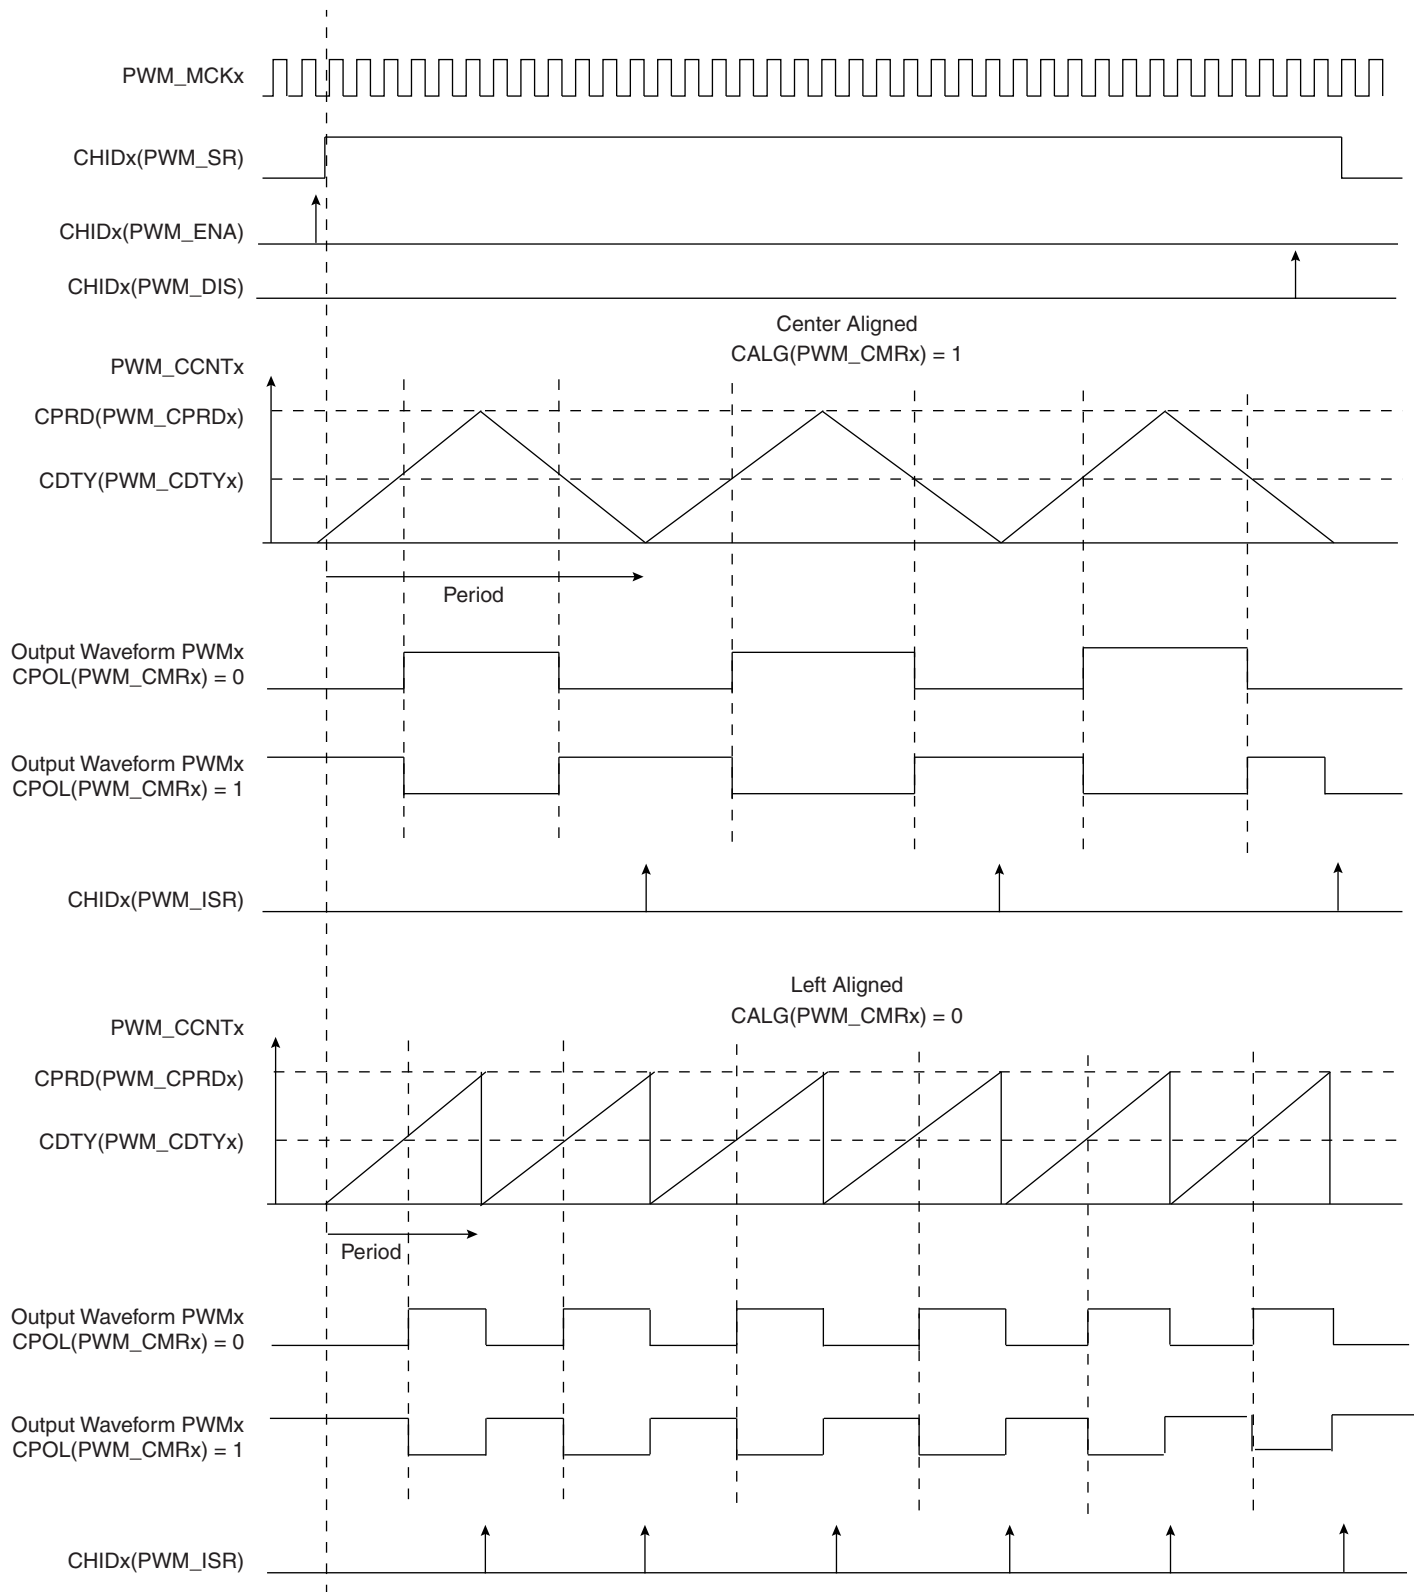 PWM_MCKx
CHIDx(PWM_SR)
CHIDx(PWM_ENA)
CHIDx(PWM_DIS)
Center Aligned
CALG(PWM_CMRx) = 1
PWM_CCNTx
CPRD(PWM_CPRDx)
CDTY(PWM_CDTYx)
Period
Output Waveform PWMx
CPOL(PWM_CMRx) = 0
Output Waveform PWMx
CPOL(PWM_CMRx) = 1
CHIDx(PWM_ISR)
Left Aligned
CALG(PWM_CMRx) = 0
PWM_CCNTx
CPRD(PWM_CPRDx)
CDTY(PWM_CDTYx)
Period
Output Waveform PWMx
CPOL(PWM_CMRx) = 0
Output Waveform PWMx
CPOL(PWM_CMRx) = 1
CHIDx(PWM_ISR)